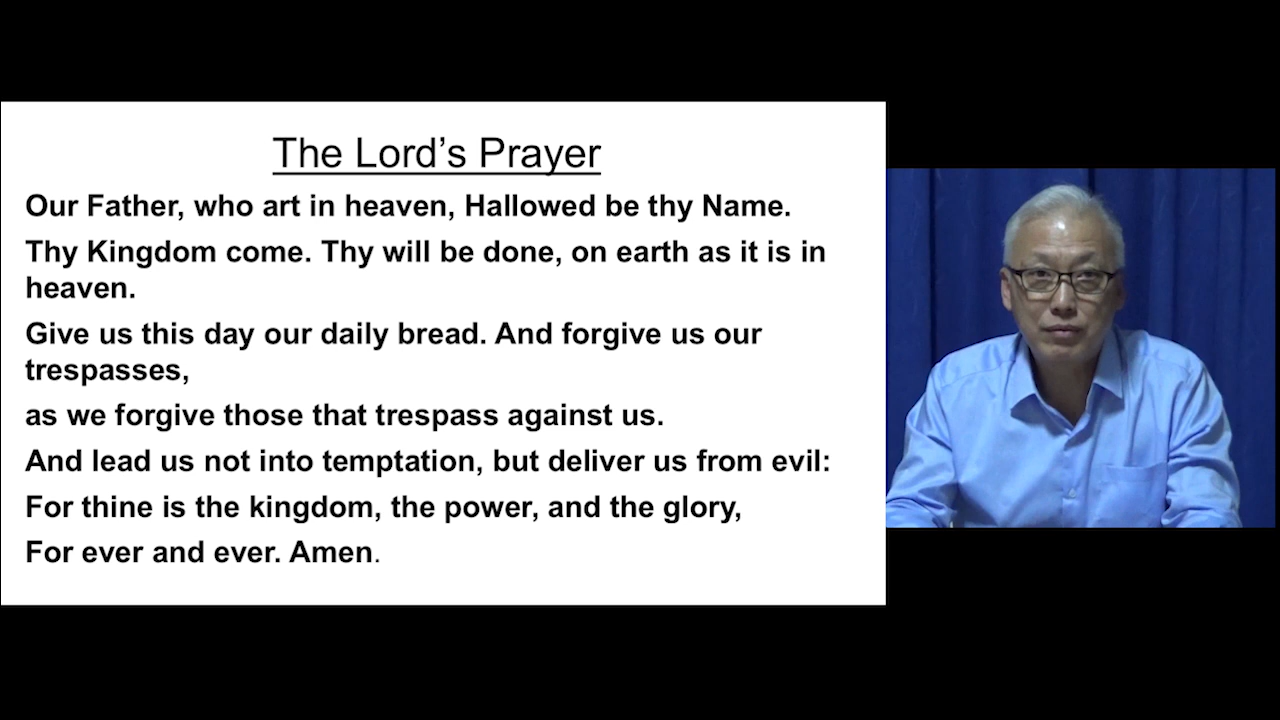 The Lord’s Prayer
Our Father, who art in heaven, Hallowed be thy Name.
Thy Kingdom come. Thy will be done, on earth as it is in
heaven.
Give us this day our daily bread. And forgive us our
trespasses,
as we forgive those that trespass against us.
And lead us not into temptation, but deliver us from evil:
For thine is the kingdom, the power, and the glory,
For ever and ever. Amen.